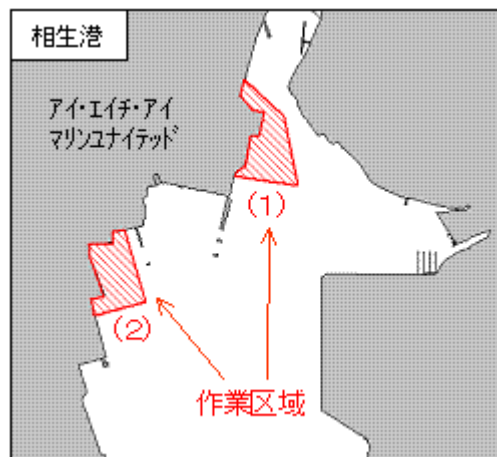 相生港
アイ・エイチ・アイ
マリンユナイテッド
(1)
(2)
作業区域